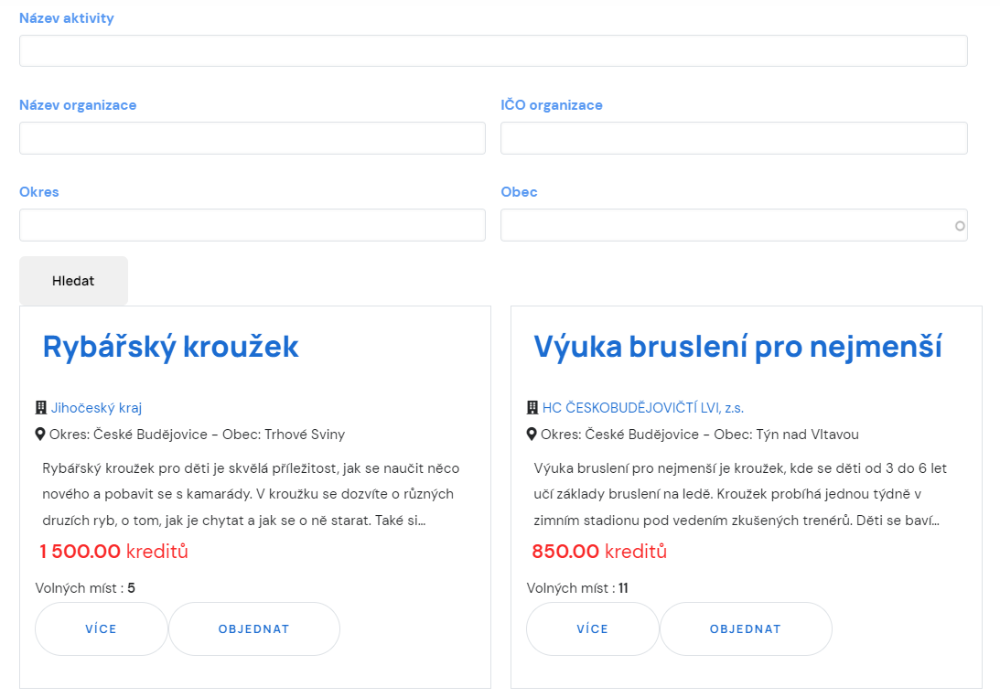 Název aktivity
Název organizace
IČO organizace
Okres
Obec
Hledat
Rybářský kroužek
Jihočeský kraj
Okres: České Budějovice - Obec: Trhové Sviny
Rybářský kroužek pro děti je skvělá příležitost, jak se naučit něco
nového a pobavit se s kamarády. V kroužku se dozvíte o různých
druzích ryb, o tom, jak je chytat a jak se o ně starat. Také si...
1 500.00 kreditů
Volných míst : 5
VÍCE
OBJEDNAT
Výuka bruslení pro nejmenší
HC ČESKOBUDĚJOVIČTÍ LVI, z.s.
Okres: České Budějovice - Obec: Týn nad Vltavou
Výuka bruslení pro nejmenší je kroužek, kde se děti od 3 do 6 let
učí základy bruslení na ledě. Kroužek probíhá jednou týdně v
zimním stadionu pod vedením zkušených trenérů. Děti se baví...
850.00 kreditů
Volných míst : 11
VÍCE
OBJEDNAT